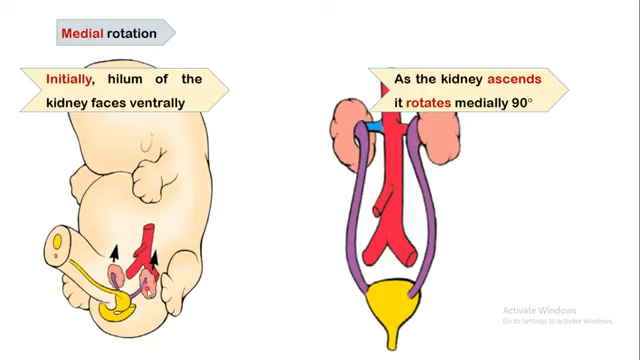 Medial rotation
Initially, hilum of the
kidney faces ventrally
As the kidney ascends
it rotates medially 90°
Activate Windows
Go to Settings to activate Windows.